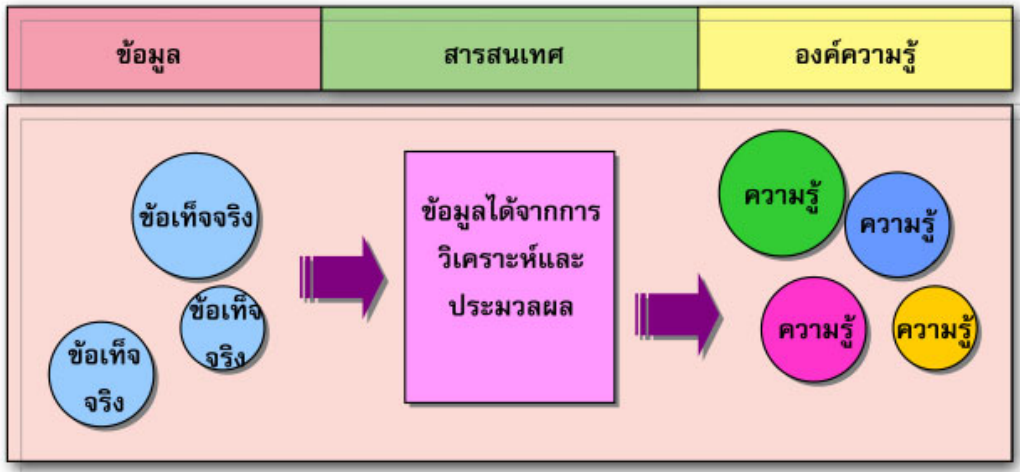 ข้อมูล
สารสนเทศ
องค์ความรู้
ข้อเท็จจริง
ข้อเท็จ
จริง
ข้อเท็จ
จริง
ข้อมูลได้จากการ
วิเคราะห์และ
ประมวลผล
ความรู้
ความรู้
ความรู้
ความรู้